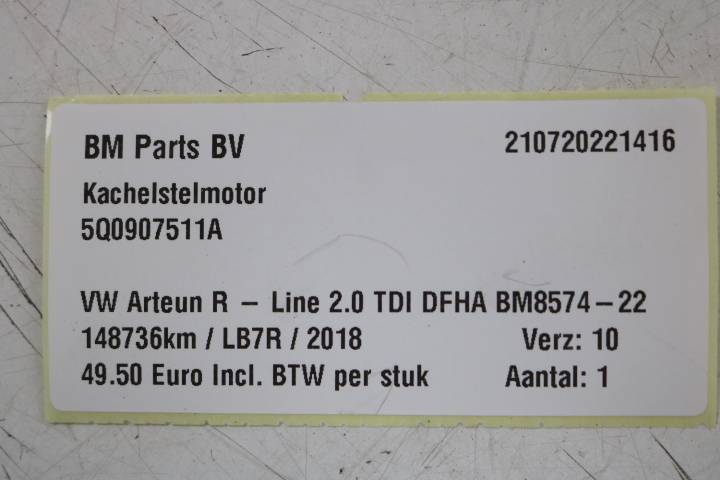 BM Parts BV 210720221416
Kachelstelmotor
5Q0907511A
VW Arteun R – Line 2.0 TDI DFHA BM8574–22
148736km / LB7R / 2018 Verz: 10
49.50 Euro Incl. BTW per stuk Aantal: 1